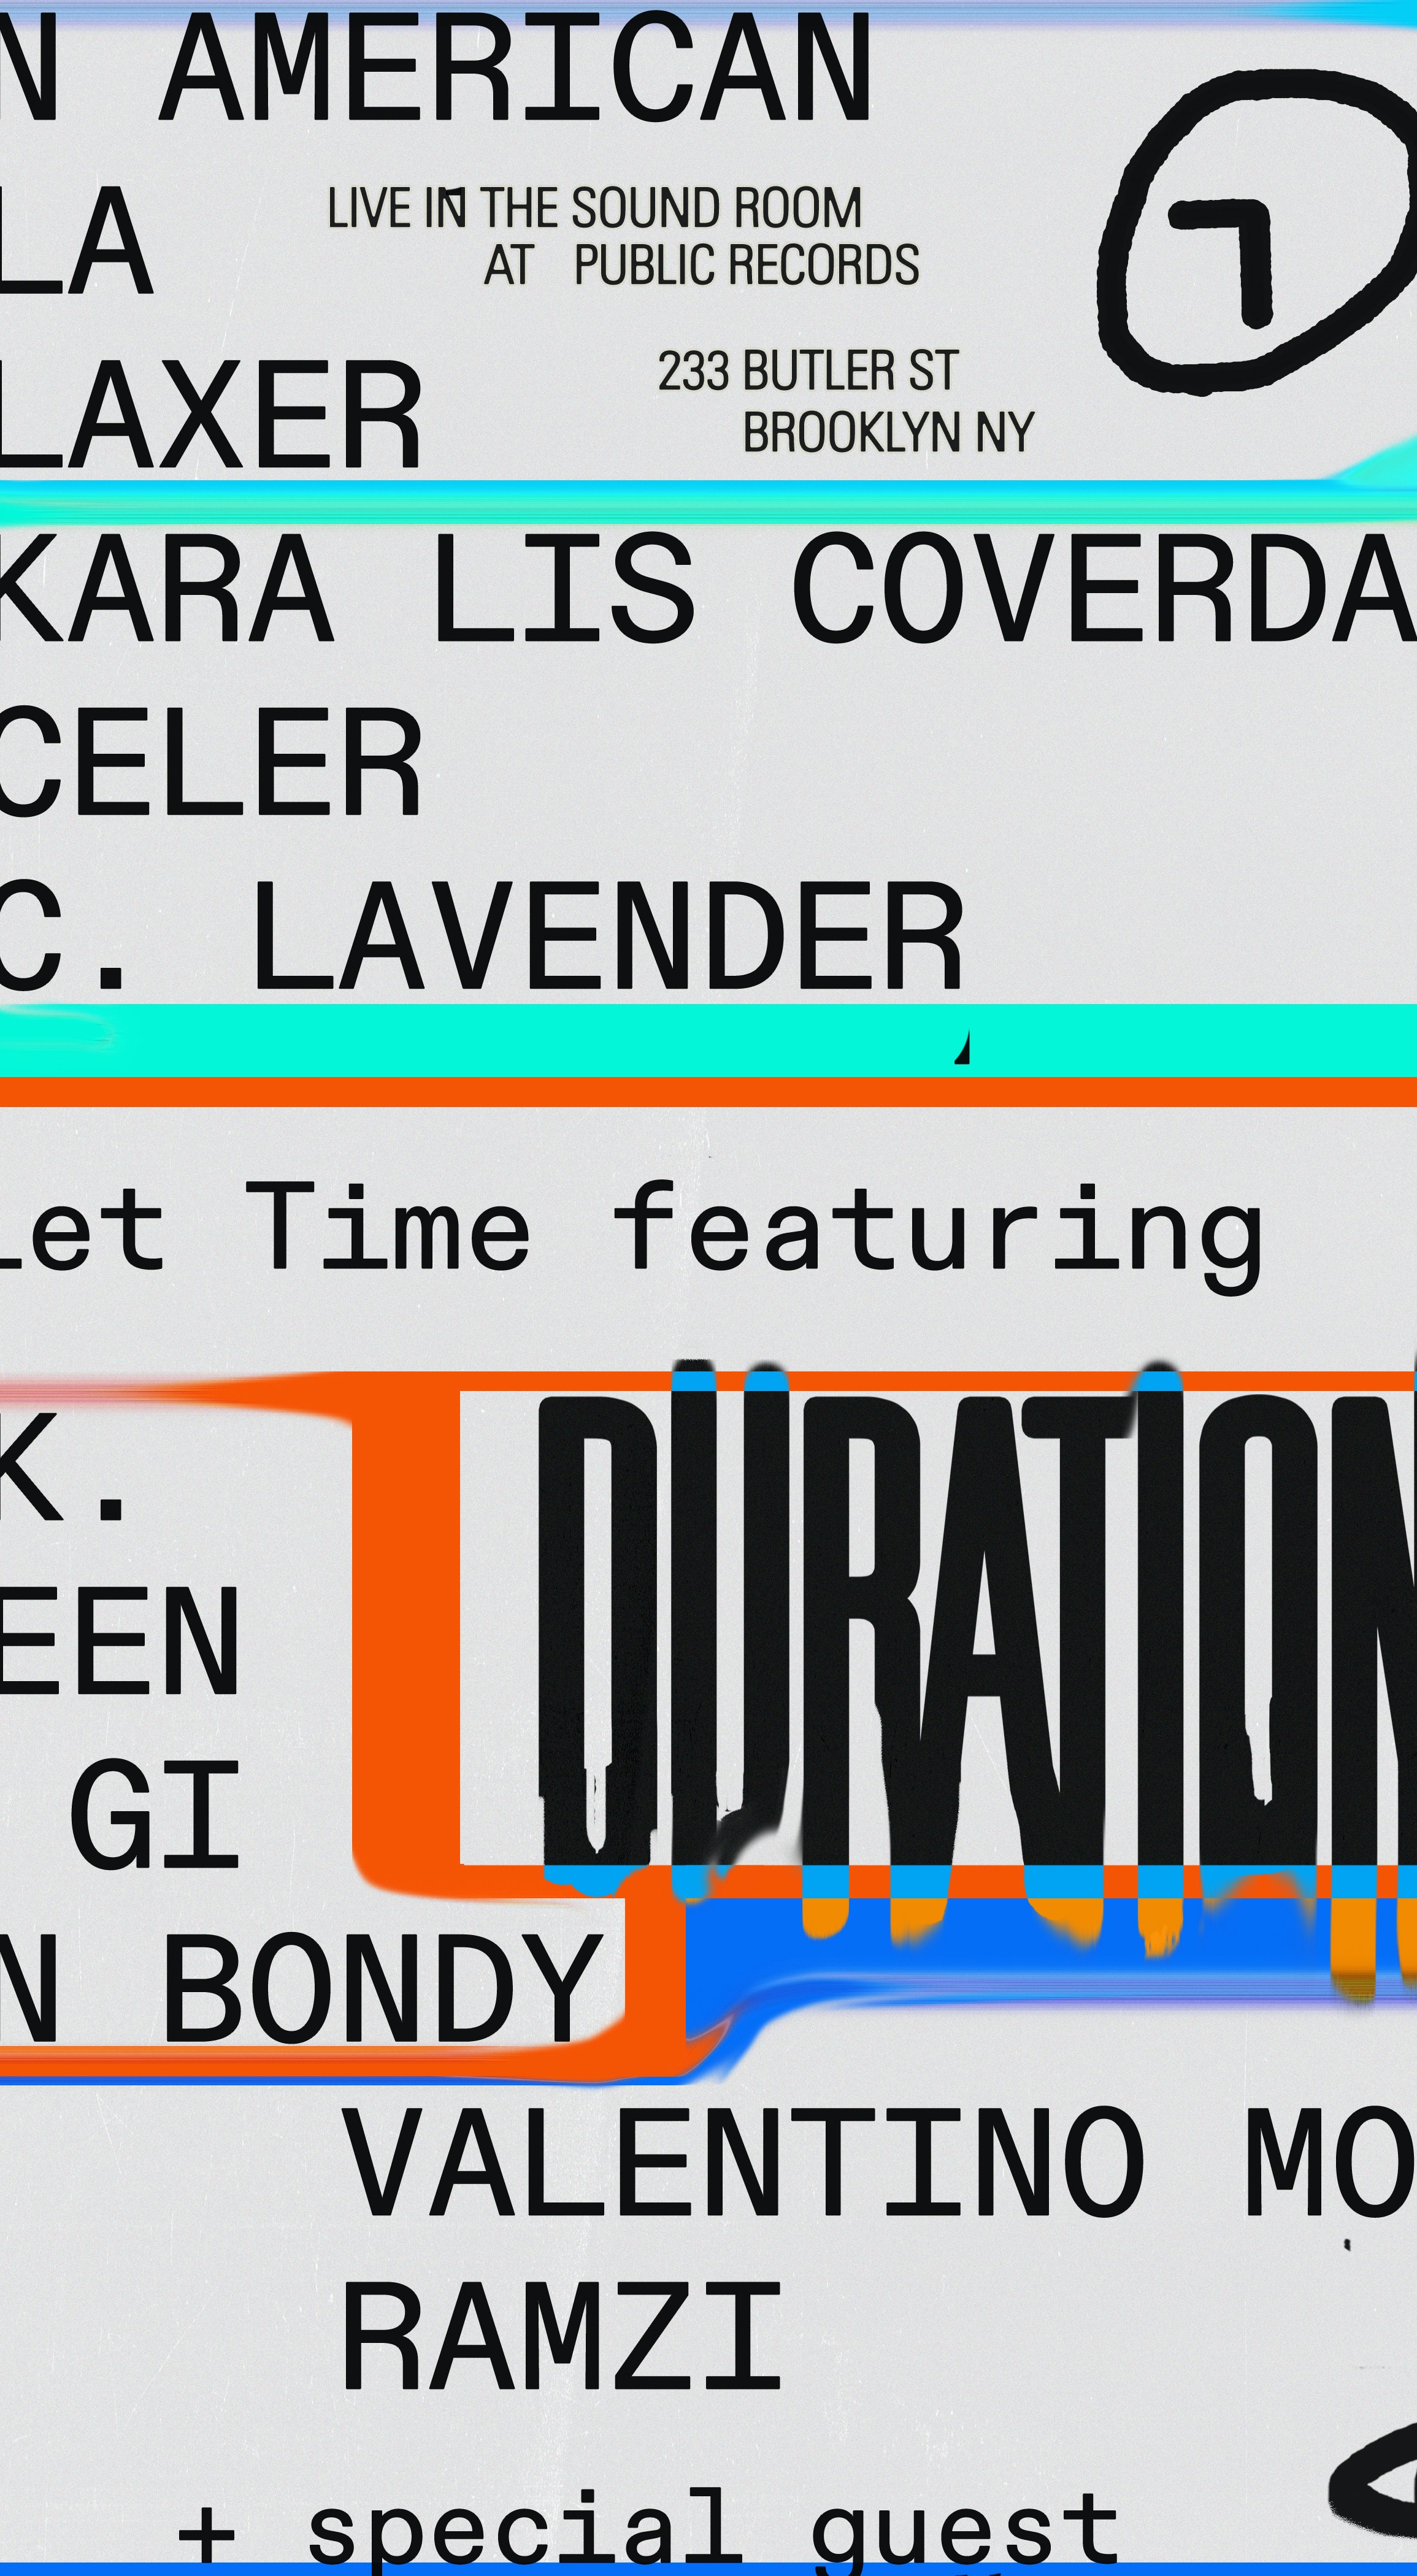 N AMERICAN
LIVE IN THE SOUND ROOM
AT PUBLIC RECORDS
LA
233 BUTLER ST
BROOKLYN NY
LAXER
KARA LIS COVERDA
CELER
C. LAVENDER
let Time featuring
DURATION
K.
EEN
GI
N BONDY
VALENTINO MO
RAMZI
+ special guest